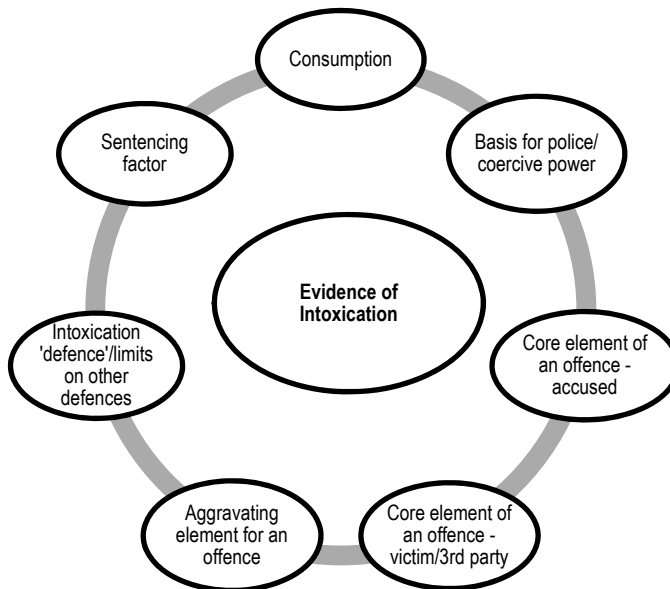 Consumption
Basis for police/
coercive power
Core element of
an offence -
accused
Core element of
an offence -
victim/3rd party
Aggravating
element for an
offence
Intoxication
'defence'/limits
on other
defences
Sentencing
factor
Evidence of
Intoxication